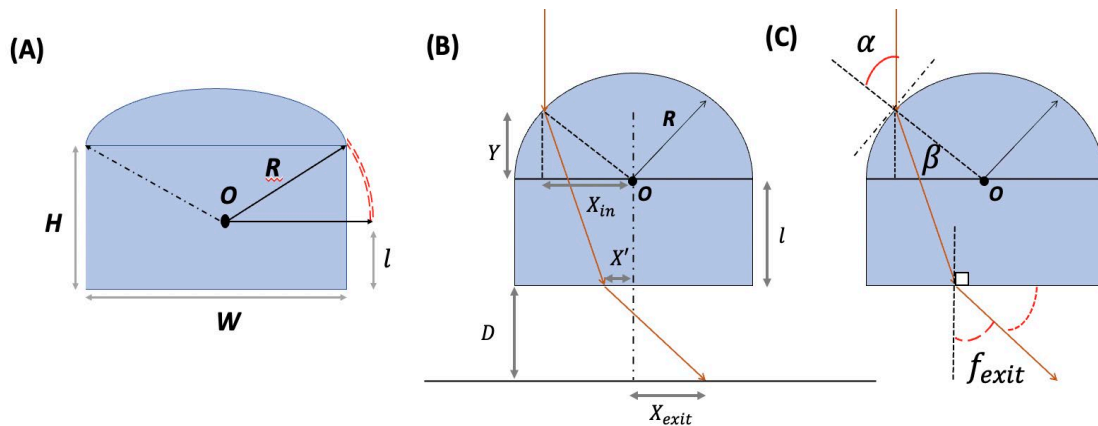 (A)
H
O
R
l
W
(B)
Y
R
O
X_in
l
X'
D
X_exit
(C)
α
β
O
f_exit